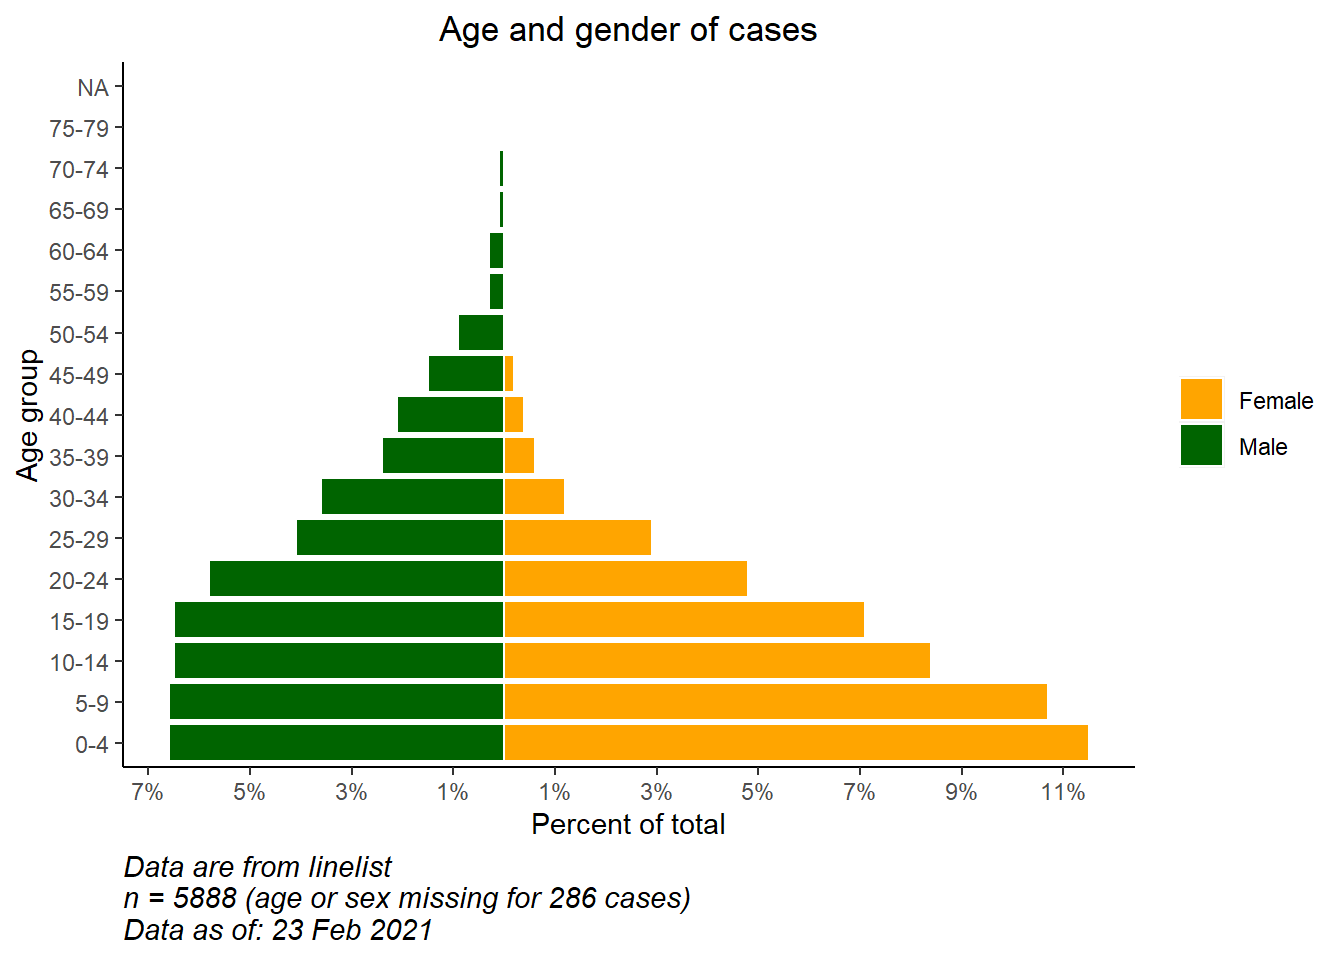 Age and gender of cases
NA
75-79
70-74
65-69
60-64
55-59
50-54
45-49
40-44
35-39
30-34
25-29
20-24
15-19
10-14
5-9
0-4
Age group
Female
Male
7% 5% 3% 1% 1% 3% 5% 7% 9% 11%
Percent of total
Data are from linelist
n = 5888 (age or sex missing for 286 cases)
Data as of: 23 Feb 2021